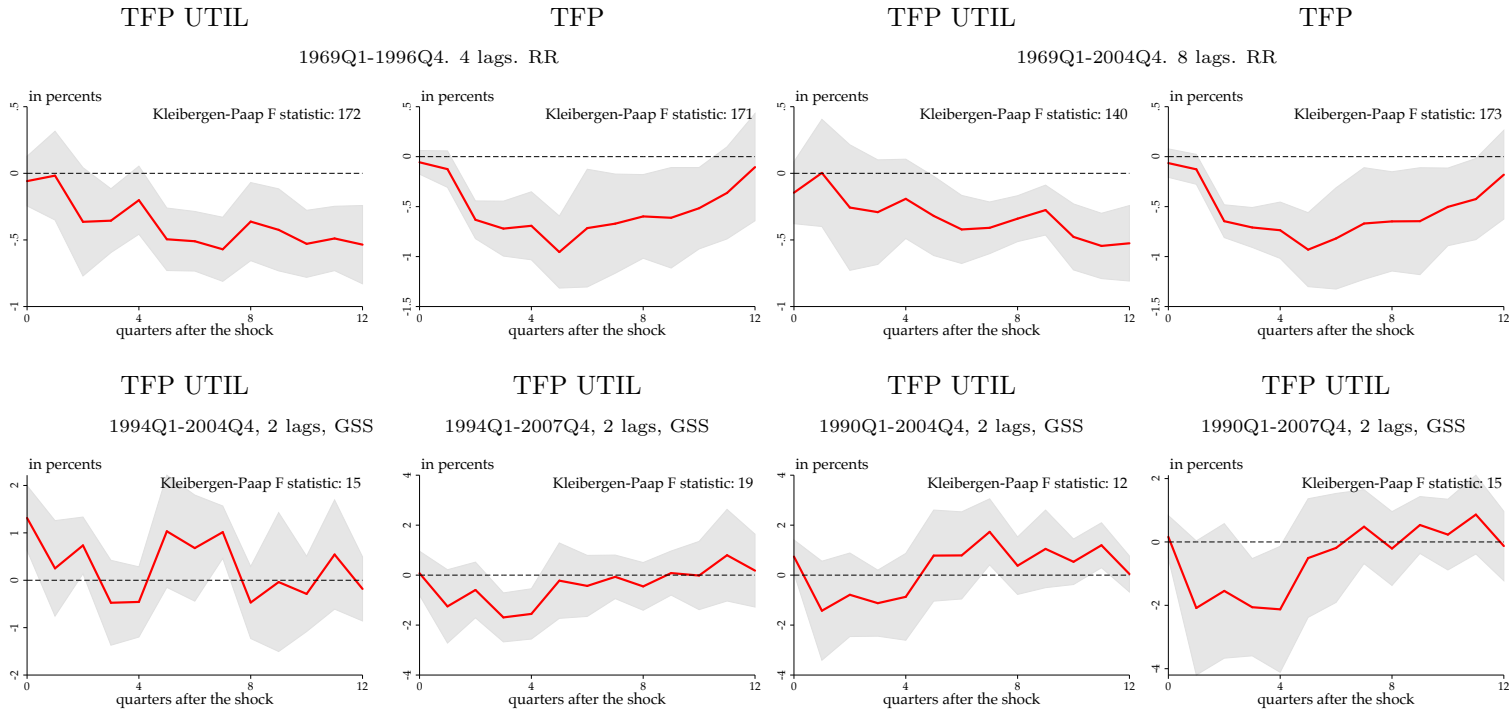 TFP UTIL TFP TFP UTIL TFP
1969Q1-1996Q4. 4 lags. RR 1969Q1-2004Q4. 8 lags. RR
in percents
Kleibergen-Paap F statistic: 172
.5
0
-.5
-1
0 4 8 12
quarters after the shock
Kleibergen-Paap F statistic: 171
.5
0
-.5
-1
-1.5
0 4 8 12
quarters after the shock
in percents
Kleibergen-Paap F statistic: 140
.5
0
-.5
-1
0 4 8 12
quarters after the shock
in percents
Kleibergen-Paap F statistic: 173
.5
0
-.5
-1
-1.5
0 4 8 12
quarters after the shock
TFP UTIL TFP UTIL TFP UTIL TFP UTIL
1994Q1-2004Q4, 2 lags, GSS 1994Q1-2007Q4, 2 lags, GSS 1990Q1-2004Q4, 2 lags, GSS 1990Q1-2007Q4, 2 lags, GSS
in percents
Kleibergen-Paap F statistic: 15
2
1
0
-1
-2
0 4 8 12
quarters after the shock
in percents
Kleibergen-Paap F statistic: 19
4
2
0
-2
-4
0 4 8 12
quarters after the shock
in percents
Kleibergen-Paap F statistic: 12
4
2
0
-2
-4
0 4 8 12
quarters after the shock
in percents
Kleibergen-Paap F statistic: 15
2
0
-2
-4
0 4 8 12
quarters after the shock